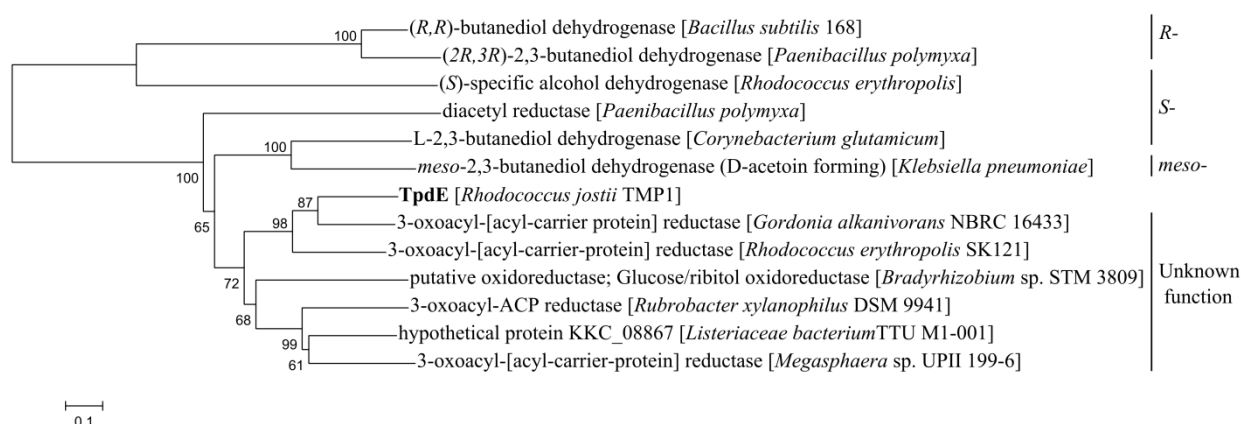 (R,R)-butanediol dehydrogenase [Bacillus subtilis 168]
100
(2R,3R)-2,3-butanediol dehydrogenase [Paenibacillus polymyxa]
R-
(S)-specific alcohol dehydrogenase [Rhodococcus erythropolis]
diacetyl reductase [Paenibacillus polymyxa]
S-
L-2,3-butanediol dehydrogenase [Corynebacterium glutamicum]
100
meso-2,3-butanediol dehydrogenase (D-acetoin forming) [Klebsiella pneumoniae]
meso-
100
TpdE [Rhodococcus jostii TMP1]
87
3-oxoacyl-[acyl-carrier protein] reductase [Gordonia alkanivorans NBRC 16433]
98
65
3-oxoacyl-[acyl-carrier-protein] reductase [Rhodococcus erythropolis SK121]
72
putative oxidoreductase; Glucose/ribitol oxidoreductase [Bradyrhizobium sp. STM 3809]
Unknown
function
3-oxoacyl-ACP reductase [Rubrobacter xylanophilus DSM 9941]
68
hypothetical protein KKC_08867 [Listeriaceae bacteriumTTU M1-001]
99
3-oxoacyl-[acyl-carrier-protein] reductase [Megasphaera sp. UPII 199-6]
61
0.1